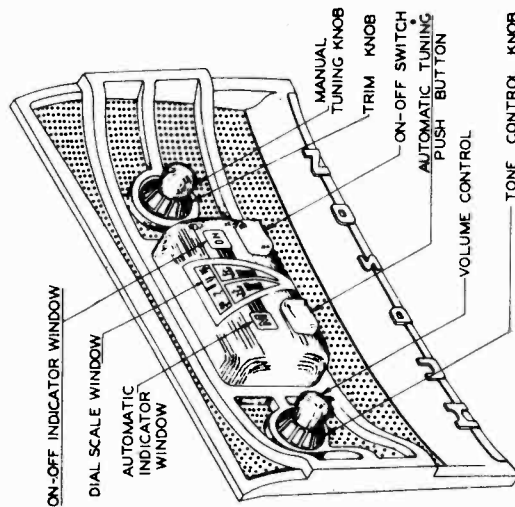 ON-OFF INDICATOR WINDOW
DIAL SCALE WINDOW
AUTOMATIC
INDICATOR
WINDOW
ON
MANUAL
TUNING KNOB
TRIM KNOB
ON-OFF SWITCH
AUTOMATIC TUNING
PUSH BUTTON
VOLUME CONTROL
TONE CONTROL KNOB
HUDSON